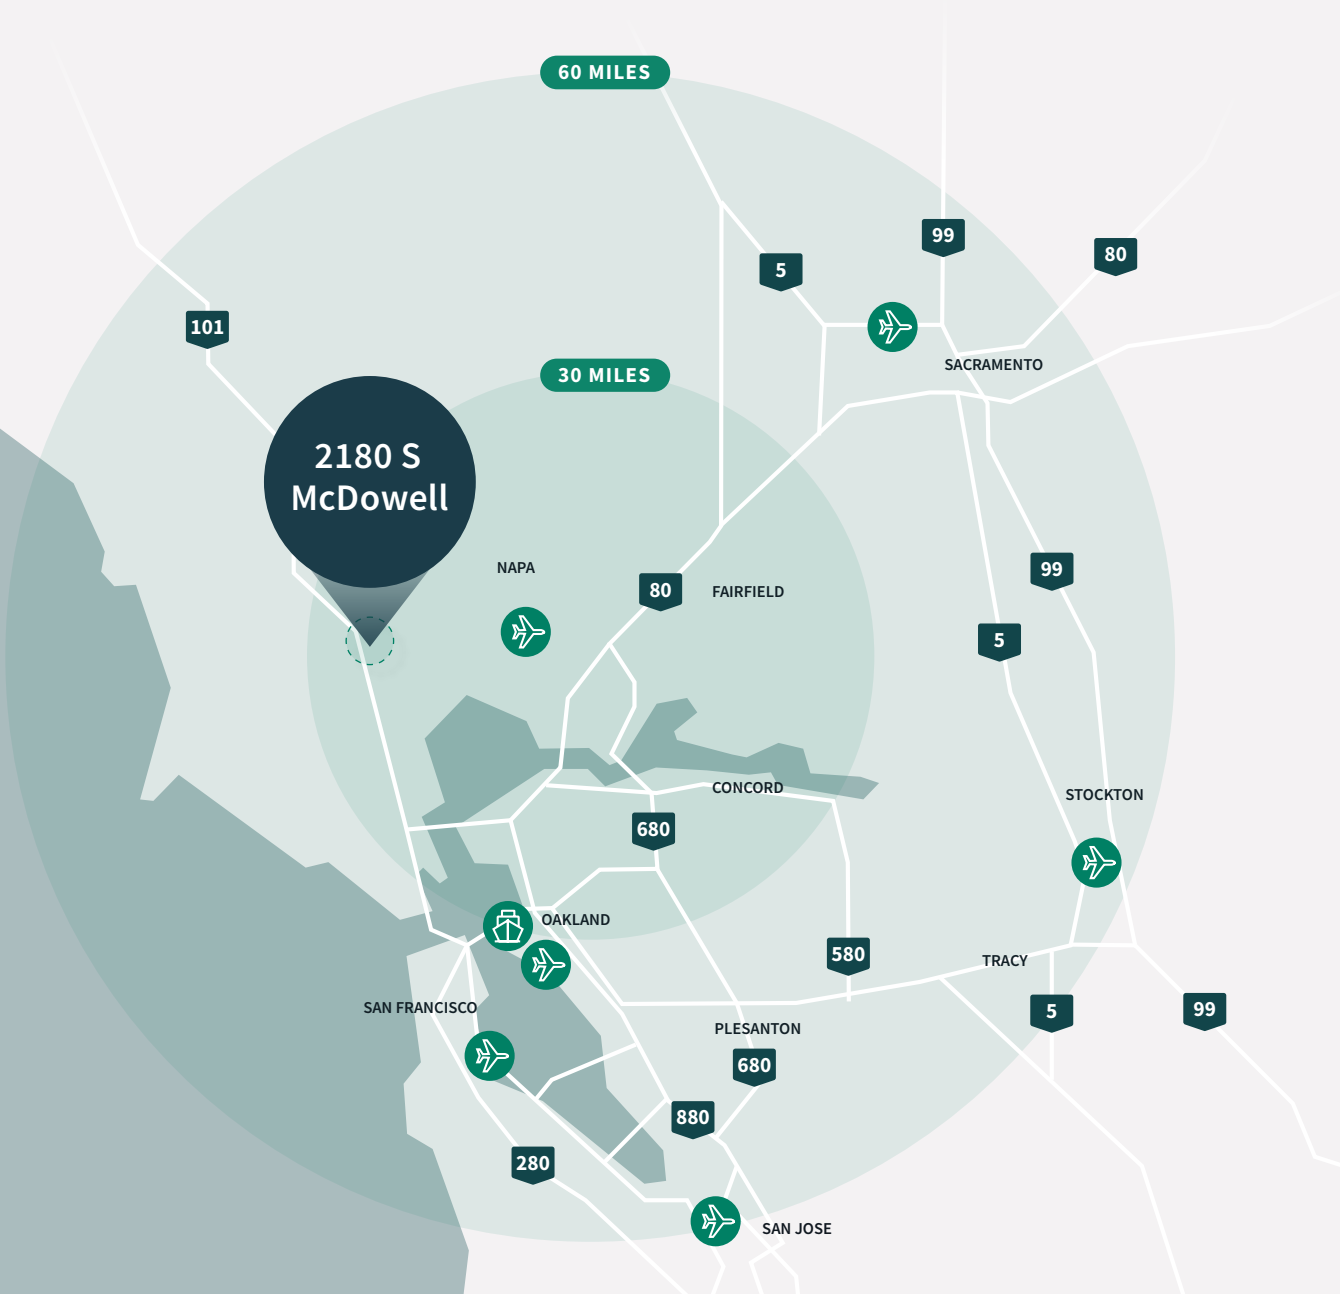 60 MILES
99
80
5
101
SACRAMENTO
30 MILES
2180 S
McDowell
NAPA
80
FAIRFIELD
99
5
CONCORD
STOCKTON
680
OAKLAND
580
TRACY
SAN FRANCISCO
5
99
PLESANTON
680
880
280
SAN JOSE